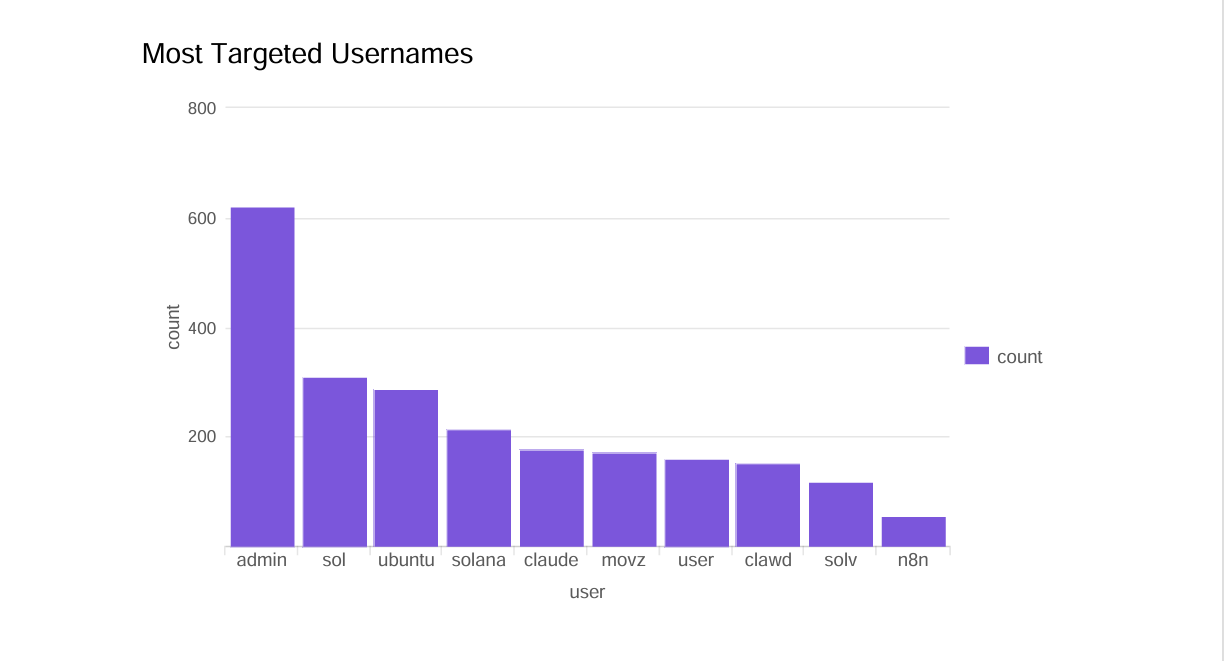 Most Targeted Usernames
800
600
400
200
count
admin sol ubuntu solana claude movz user clawd solv n8n
user
count